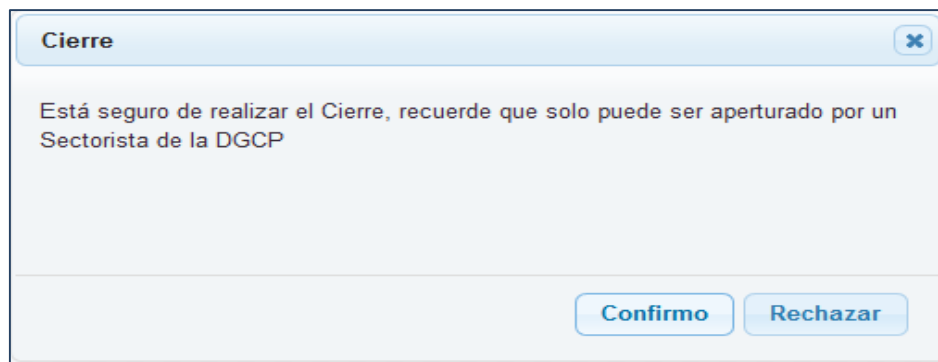 Cierre
Está seguro de realizar el Cierre, recuerde que solo puede ser aperturado por un
Sectorista de la DGCP
Confirmo
Rechazar